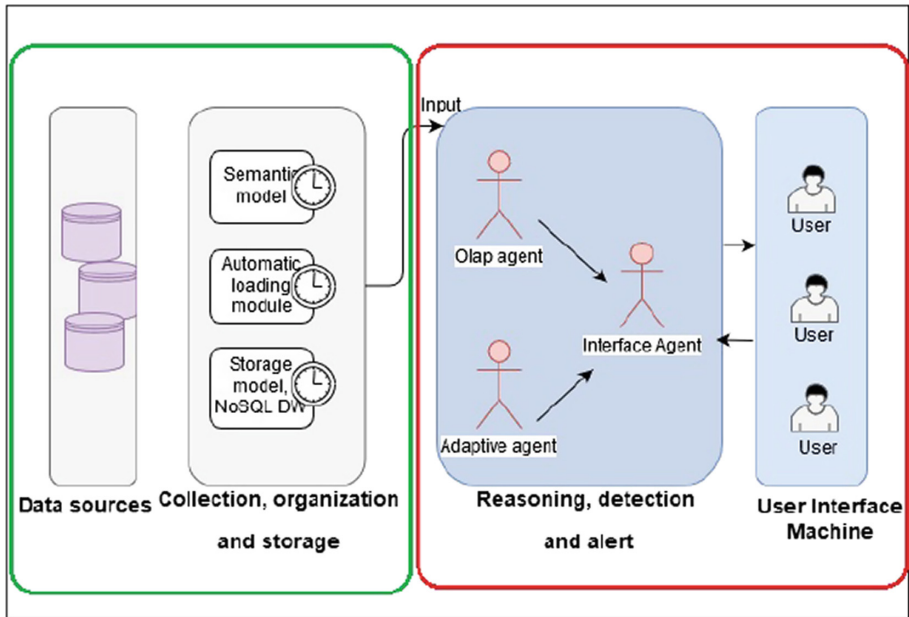 Input
Semantic
model
Automatic
loading
module
Storage
model,
NoSQL DW
Olap agent
Interface Agent
Adaptive agent
User
User
User
Data sources
Collection, organization
and storage
Reasoning, detection
and alert
User Interface
Machine